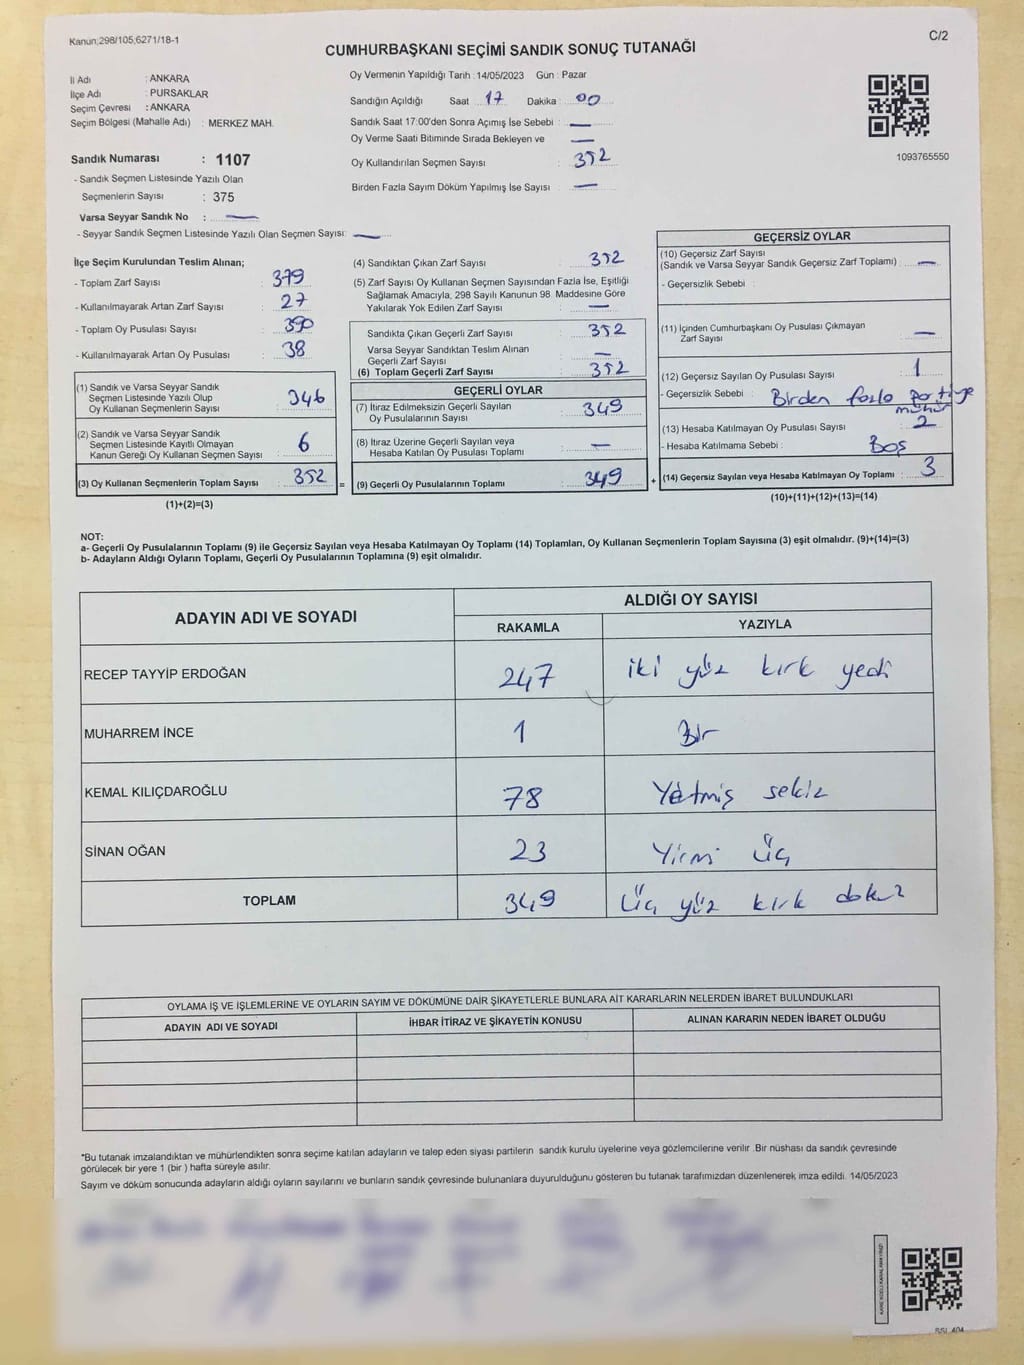 Kanun;298/105,6271/18-1
C/2
CUMHURBAŞKANI SEÇİMİ SANDIK SONUÇ TUTANAĞI
İl Adı : ANKARA
İlçe Adı : PURSAKLAR
Seçim Çevresi : ANKARA
Seçim Bölgesi (Mahalle Adı) : MERKEZ MAH.
Sandık Numarası : 1107
- Sandık Seçmen Listesinde Yazılı Olan
Seçmenlerin Sayısı : 375
Varsa Seyyar Sandık No : —
- Seyyar Sandık Seçmen Listesinde Yazılı Olan Seçmen Sayısı: —
Oy Vermenin Yapıldığı Tarih : 14/05/2023 Gün : Pazar
Sandığın Açıldığı Saat 17 Dakika : 00
Sandık Saat 17:00'den Sonra Açımış İse Sebebi : —
Oy Verme Saati Bitiminde Sırada Bekleyen ve —
Oy Kullandırılan Seçmen Sayısı : 352
Birden Fazla Sayım Döküm Yapılmış İse Sayısı : —
1093765550
İlçe Seçim Kurulundan Teslim Alınan;
- Toplam Zarf Sayısı : 379
- Kullanılmayarak Artan Zarf Sayısı : 27
- Toplam Oy Pusulası Sayısı : 390
- Kullanılmayarak Artan Oy Pusulası : 38
(1) Sandık ve Varsa Seyyar Sandık
Seçmen Listesinde Yazılı Olup
Oy Kullanan Seçmenlerin Sayısı : 346
(2) Sandık ve Varsa Seyyar Sandık
Seçmen Listesinde Kayıtlı Olmayan
Kanun Gereği Oy Kullanan Seçmen Sayısı : 6
(3) Oy Kullanan Seçmenlerin Toplam Sayısı : 352 =
(1)+(2)=(3)
(4) Sandıktan Çıkan Zarf Sayısı : 352
(5) Zarf Sayısı Oy Kullanan Seçmen Sayısından Fazla İse, Eşitliği
Sağlamak Amacıyla, 298 Sayılı Kanunun 98 Maddesine Göre
Yakılarak Yok Edilen Zarf Sayısı : —
Sandıkta Çıkan Geçerli Zarf Sayısı : 352
Varsa Seyyar Sandıktan Teslim Alınan
Geçerli Zarf Sayısı : —
(6) Toplam Geçerli Zarf Sayısı : 352
GEÇERLİ OYLAR
(7) İtiraz Edilmeksizin Geçerli Sayılan
Oy Pusulasının Sayısı : 349
(8) İtiraz Üzerine Geçerli Sayılan veya
Hesaba Katılan Oy Pusulası Toplamı : —
(9) Geçerli Oy Pusulalarının Toplamı : 349 +
GEÇERSİZ OYLAR
(10) Geçersiz Zarf Sayısı
(Sandık ve Varsa Seyyar Sandık Geçersiz Zarf Toplamı) : —
- Geçersizlik Sebebi :
(11) İçinden Cumhurbaşkanı Oy Pusulası Çıkmayan
Zarf Sayısı : —
(12) Geçersiz Sayılan Oy Pusulası Sayısı : 1
- Geçersizlik Sebebi : Birden fazla partiye
mühür
(13) Hesaba Katılmayan Oy Pusulası Sayısı : 2
- Hesaba Katılmama Sebebi : Boş
(14) Geçersiz Sayılan veya Hesaba Katılmayan Oy Toplamı : 3
(10)+(11)+(12)+(13)=(14)
NOT:
a- Geçerli Oy Pusulalarının Toplamı (9) ile Geçersiz Sayılan veya Hesaba Katılmayan Oy Toplamı (14) Toplamları, Oy Kullanan Seçmenlerin Toplam Sayısına (3) eşit olmalıdır. (9)+(14)=(3)
b- Adayların Aldığı Oyların Toplamı, Geçerli Oy Pusulalarının Toplamına (9) eşit olmalıdır.
ADAYIN ADI VE SOYADI
ALDIĞI OY SAYISI
RAKAMLA YAZIYLA
RECEP TAYYİP ERDOĞAN 247 iki yüz kırk yedi
MUHARREM İNCE 1 Bir
KEMAL KILIÇDAROĞLU 78 Yetmiş sekiz
SİNAN OĞAN 23 Yirmi üç
TOPLAM 349 üç yüz kırk dokuz
OYLAMA İŞ VE İŞLEMLERİNE VE OYLARIN SAYIM VE DÖKÜMÜNE DAİR ŞİKAYETLERLE BUNLARA AİT KARARLARIN NELERDEN İBARET BULUNDUKLARI
ADAYIN ADI VE SOYADI İHBAR İTİRAZ VE ŞİKAYETİN KONUSU ALINAN KARARIN NEDEN İBARET OLDUĞU
*Bu tutanak imzalandıktan ve mühürlendikten sonra seçime katılan adayların ve talep eden siyasi partilerin sandık kurulu üyelerine veya gözlemcilerine verilir. Bir nüshası da sandık çevresinde
görülecek bir yere 1 (bir) hafta süreyle asılır.
Sayım ve döküm sonucunda adayların aldığı oyların sayılarını ve bunların sandık çevresinde bulunanlara duyurulduğunu gösteren bu tutanak tarafımızdan düzenlenerek imza edildi. 14/05/2023